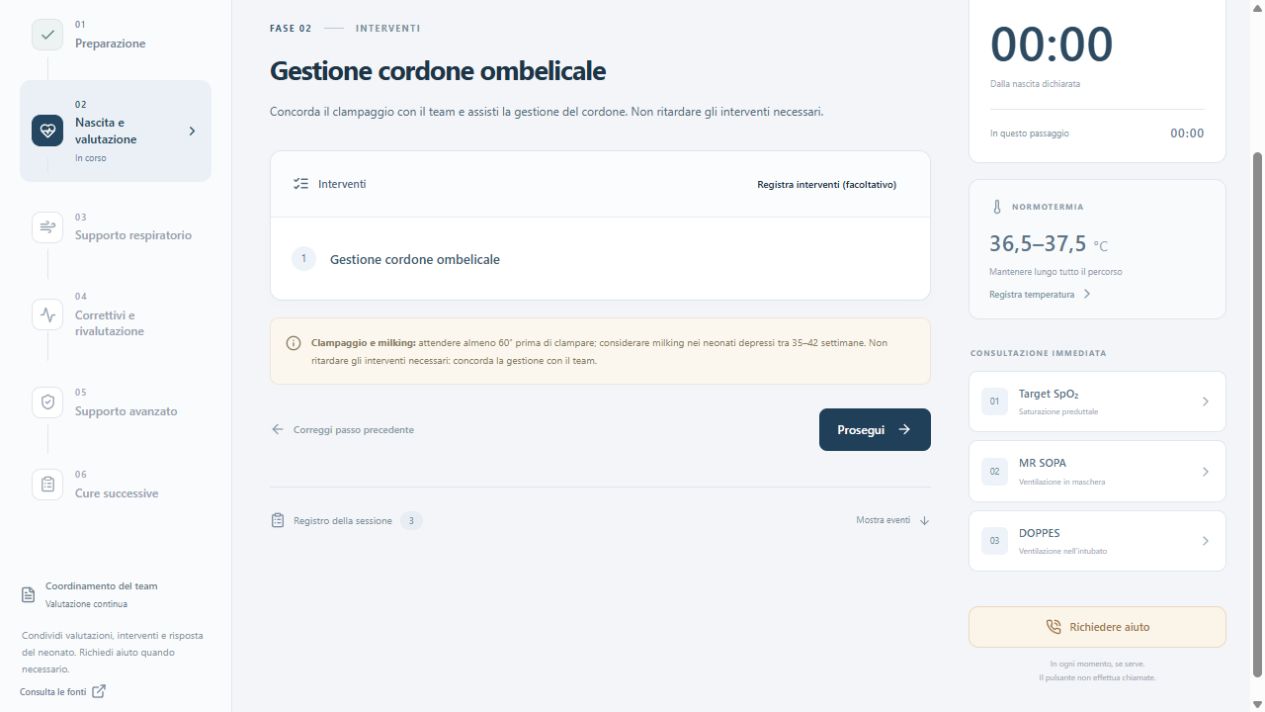 01
Preparazione
02
Nascita e
valutazione
In corso
03
Supporto respiratorio
04
Correttivi e
rivalutazione
05
Supporto avanzato
06
Cure successive
Coordinamento del team
Valutazione continua
Condividi valutazioni, interventi e risposta
del neonato. Richiedi aiuto quando
necessario.
Consulta le fonti
FASE 02 INTERVENTI
Gestione cordone ombelicale
Concorda il clampaggio con il team e assisti la gestione del cordone. Non ritardare gli interventi necessari.
Interventi
Registra interventi (facoltativo)
1 Gestione cordone ombelicale
Clampaggio e milking: attendere almeno 60″ prima di clampare; considerare milking nei neonati depressi tra 35–42 settimane. Non
ritardare gli interventi necessari: concorda la gestione con il team.
Correggi passo precedente
Prosegui
Registro della sessione 3
Mostra eventi
00:00
Dalla nascita dichiarata
In questo passaggio 00:00
NORMOTERMIA
36,5–37,5 °C
Mantenere lungo tutto il percorso
Registra temperatura
CONSULTAZIONE IMMEDIATA
01
Target SpO₂
Saturazione preduttale
02
MR SOPA
Ventilazione in maschera
03
DOPPES
Ventilazione nell'intubato
Richiedere aiuto
In ogni momento, se serve.
Il pulsante non effettua chiamate.